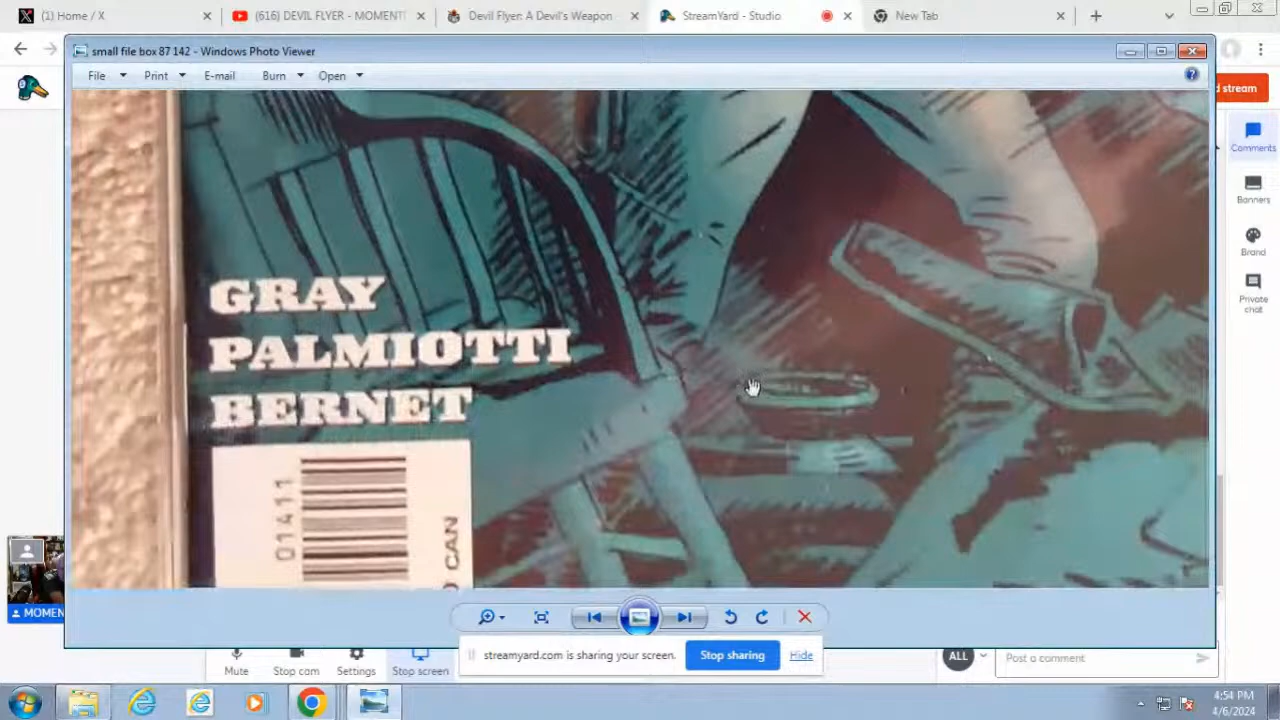 (1) Home / X
(616) DEVIL FLYER - MOMENT
Devil Flyer: A Devil's Weapon
StreamYard - Studio
New Tab
small file box 87 142 - Windows Photo Viewer
File
Print
E-mail
Burn
Open
d stream
Comments
Banners
Brand
Private
chat
GRAY
PALMIOTTI
BERNET
01411
CAN
MOMEN
Mute
Stop cam
Settings
Stop screen
streamyard.com is sharing your screen.
Stop sharing
Hide
ALL
Post a comment
4:54 PM
4/6/2024